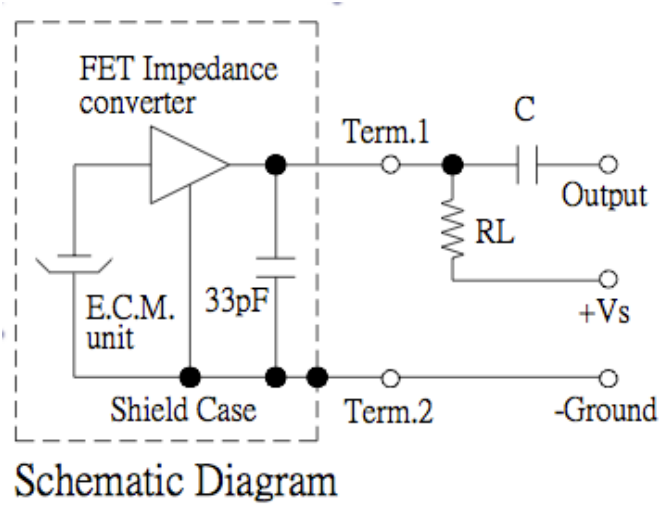 FET Impedance
converter
Term.1
C
Output
RL
33pF
E.C.M.
unit
+Vs
Shield Case
Term.2
-Ground
Schematic Diagram